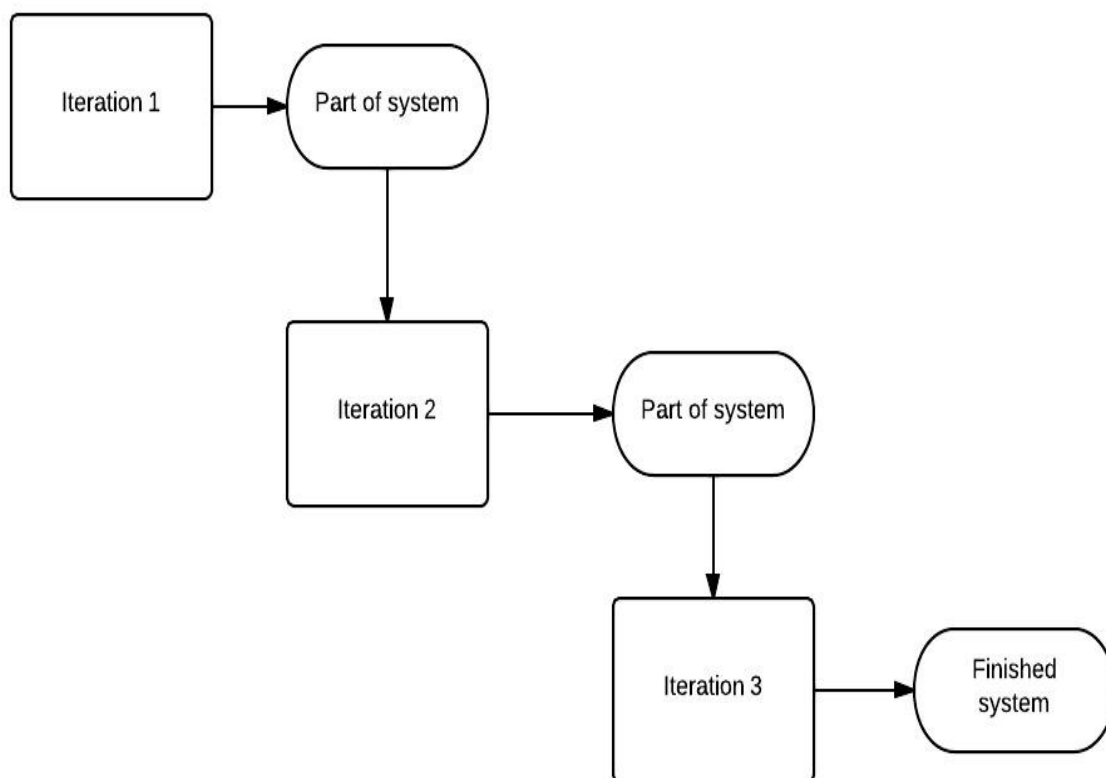 Iteration 1
Part of system
Iteration 2
Part of system
Iteration 3
Finished
system